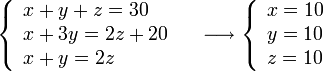 x + y + z = 30
x + 3y = 2z + 20 ⟶ x = 10
x + y = 2z y = 10
z = 10